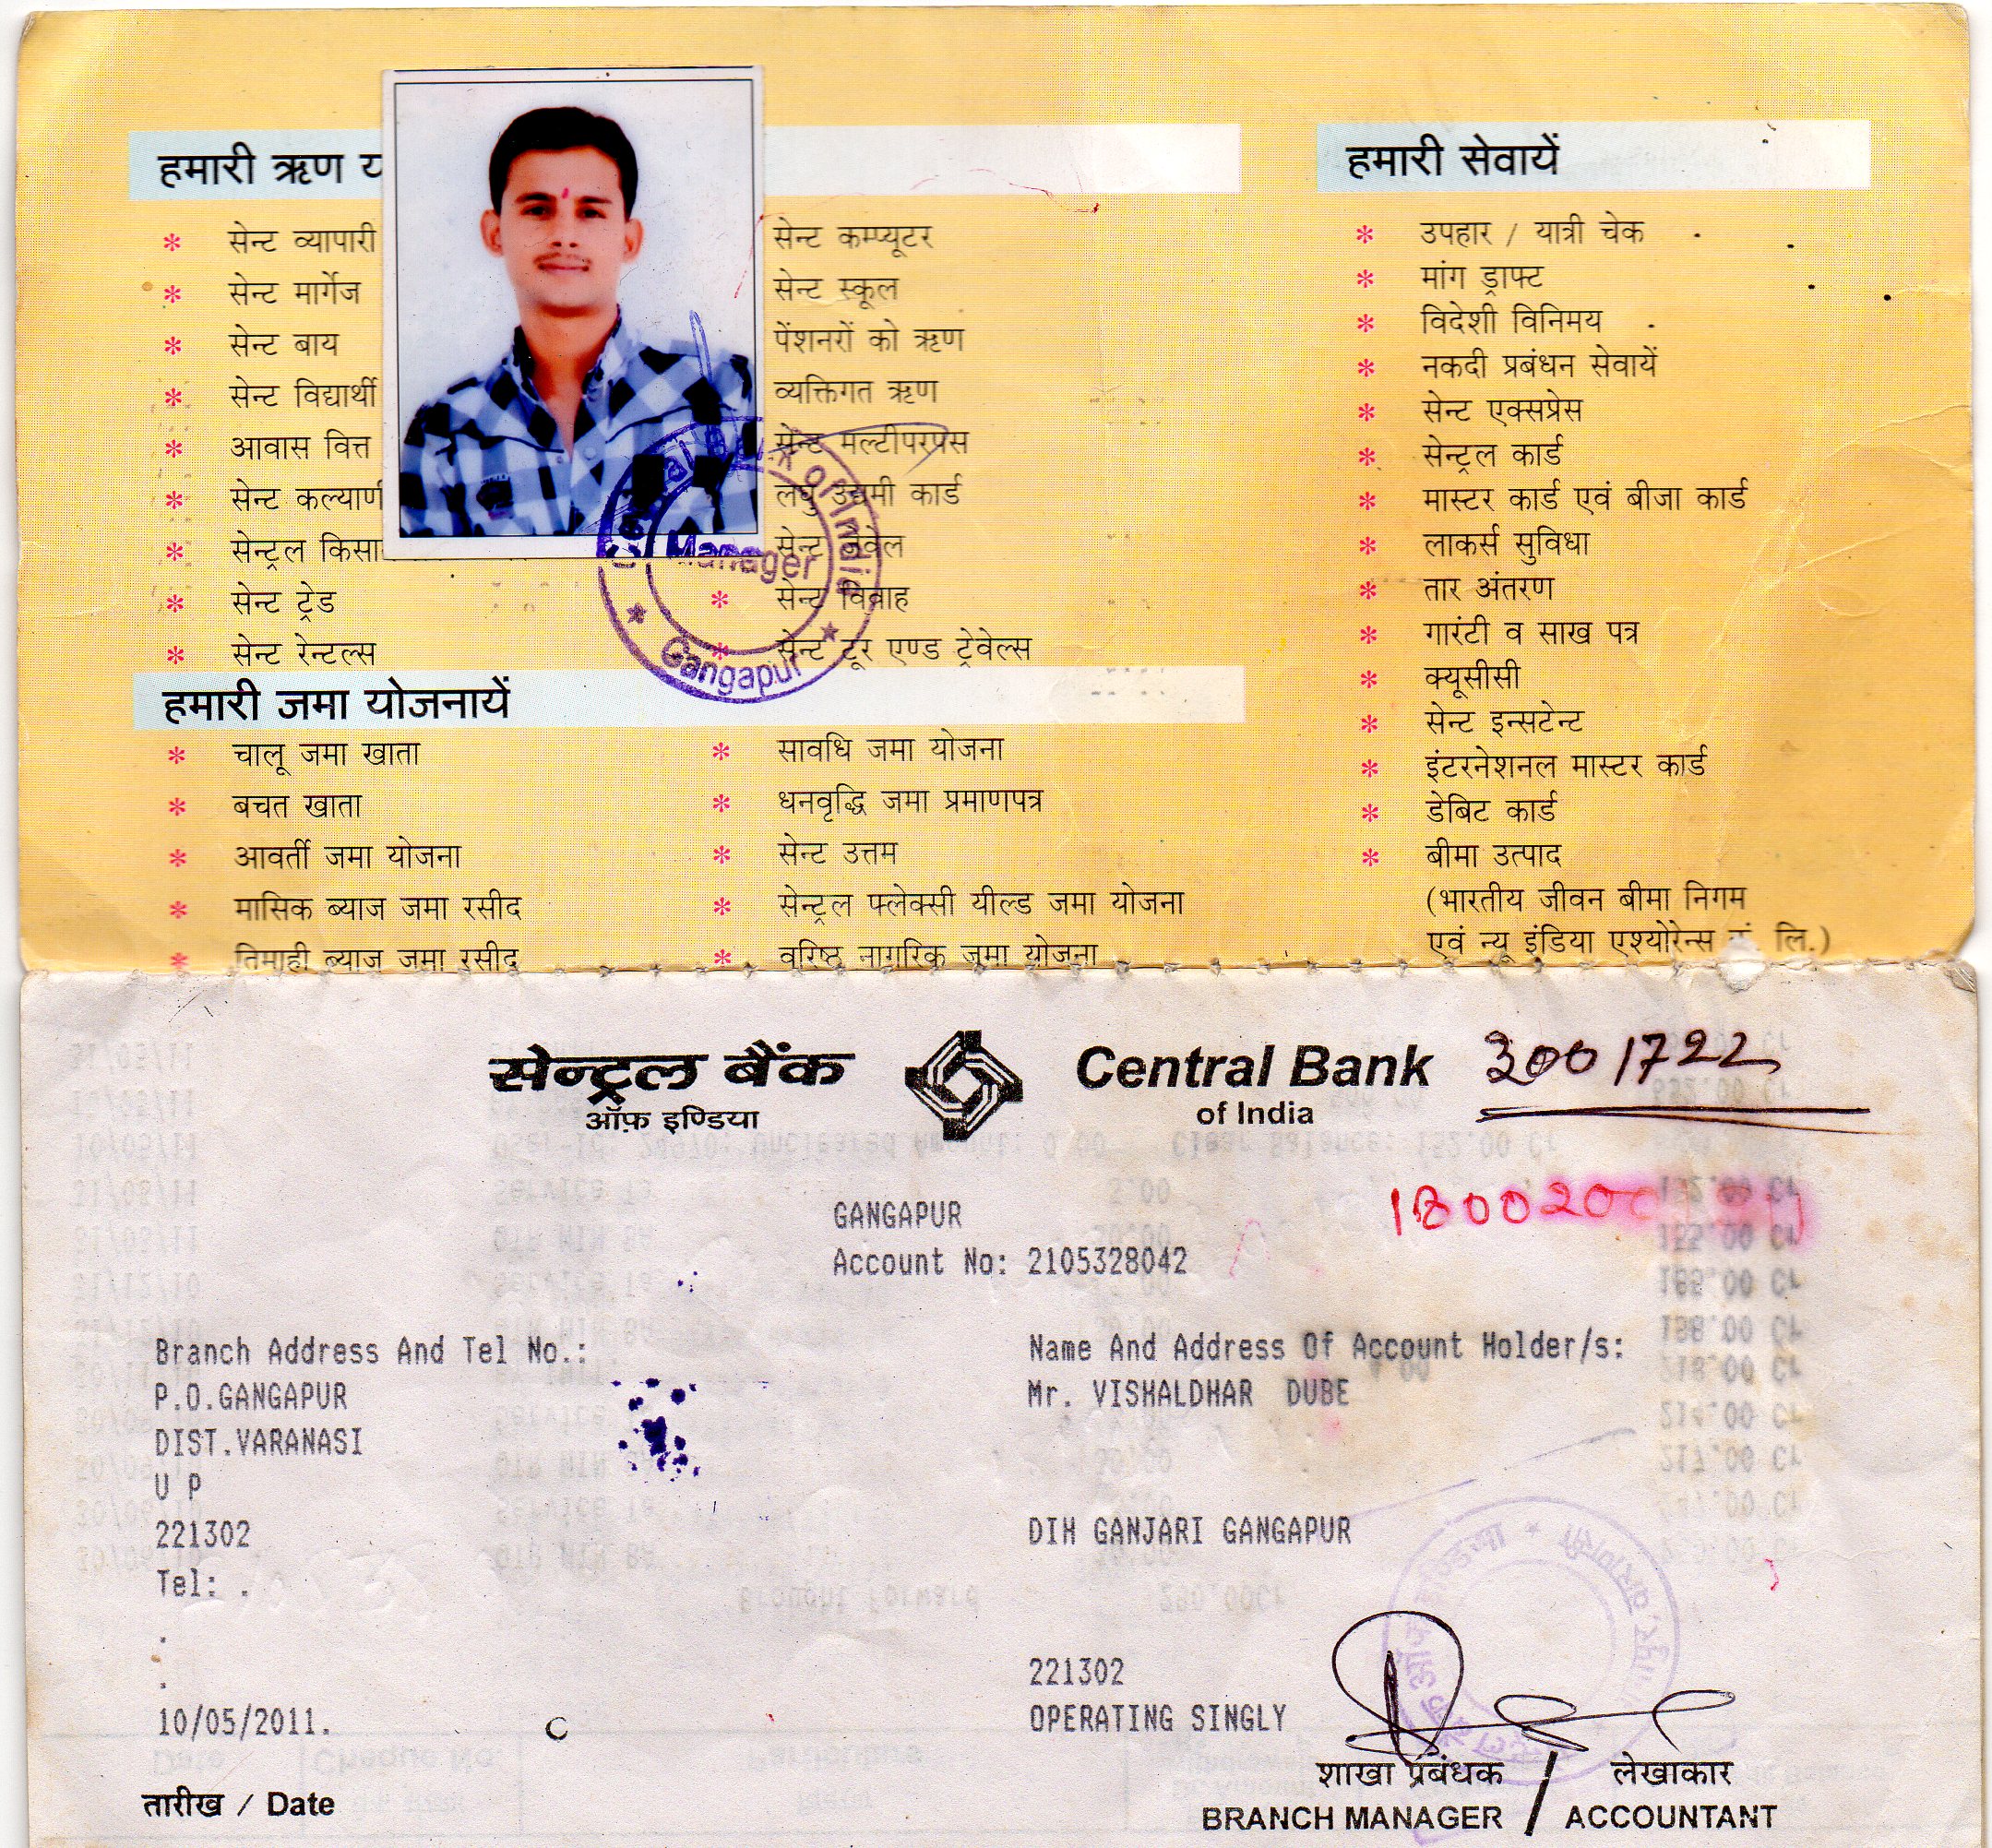 हमारी ऋण य
सेन्ट व्यापारी
सेन्ट मार्गेज
सेन्ट बाय
सेन्ट विद्यार्थी
आवास वित्त
सेन्ट कल्याणी
सेन्ट्रल किसा
सेन्ट ट्रेड
सेन्ट रेन्टल्स
सेन्ट कम्प्यूटर
सेन्ट स्कूल
पेंशनरों को ऋण
व्यक्तिगत ऋण
सेन्ट मल्टीपरपस
लघु उद्यमी कार्ड
सेन्ट
सेन्ट विवाह
सेन्ट टूर एण्ड ट्रेवेल्स
Central Bank of India
Manager
Gangapur
हमारी जमा योजनायें
चालू जमा खाता
बचत खाता
आवर्ती जमा योजना
मासिक ब्याज जमा रसीद
तिमाही ब्याज जमा रसीद
सावधि जमा योजना
धनवृद्धि जमा प्रमाणपत्र
सेन्ट उत्तम
सेन्ट्रल फ्लेक्सी यील्ड जमा योजना
वरिष्ठ नागरिक जमा योजना
हमारी सेवायें
उपहार / यात्री चेक
मांग ड्राफ्ट
विदेशी विनिमय
नकदी प्रबंधन सेवायें
सेन्ट एक्सप्रेस
सेन्ट्रल कार्ड
मास्टर कार्ड एवं बीजा कार्ड
लाकर्स सुविधा
तार अंतरण
गारंटी व साख पत्र
क्यूसीसी
सेन्ट इन्सटेन्ट
इंटरनेशनल मास्टर कार्ड
डेबिट कार्ड
बीमा उत्पाद
(भारतीय जीवन बीमा निगम
एवं न्यू इंडिया एश्योरेन्स कं. लि.)
सेन्ट्रल बैंक Central Bank 3001722
ऑफ़ इण्डिया of India
GANGAPUR
Account No: 2105328042
Branch Address And Tel No.:
P.O.GANGAPUR
DIST.VARANASI
U P
221302
Tel: .
.
.
10/05/2011.
तारीख / Date
Name And Address Of Account Holder/s:
Mr. VISHALDHAR DUBE
DIH GANJARI GANGAPUR
221302
OPERATING SINGLY
शाखा प्रबंधक / लेखाकार
BRANCH MANAGER / ACCOUNTANT